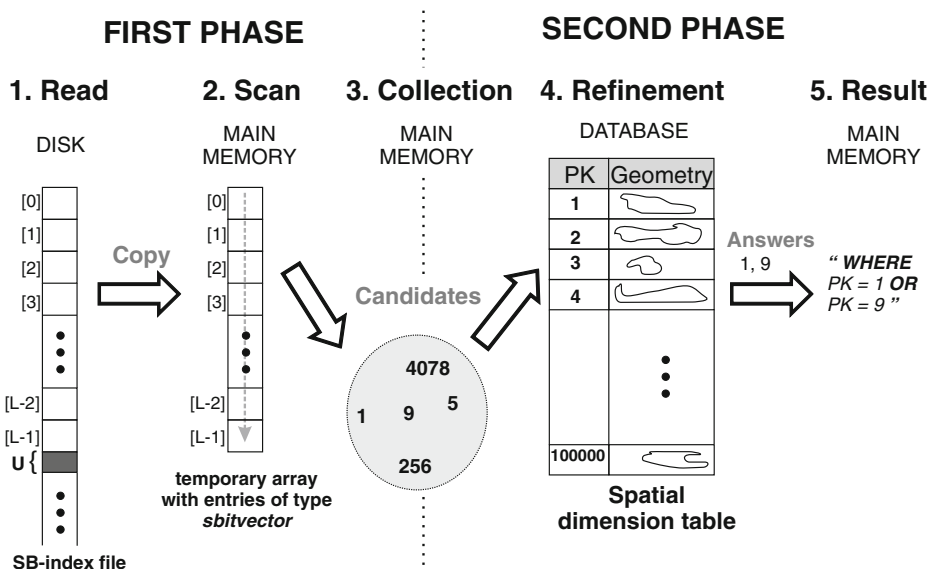 FIRST PHASE
SECOND PHASE
1. Read
2. Scan
3. Collection
4. Refinement
5. Result
DISK
MAIN
MEMORY
MAIN
MEMORY
DATABASE
MAIN
MEMORY
[0]
[1]
[2]
[3]
[L-2]
[L-1]
U {
SB-index file
Copy
[0]
[1]
[2]
[3]
[L-2]
[L-1]
temporary array
with entries of type
sbitvector
Candidates
4078
1 9 5
256
PK Geometry
1
2
3
4
100000
Spatial
dimension table
Answers
1, 9
“ WHERE
PK = 1 OR
PK = 9 ”